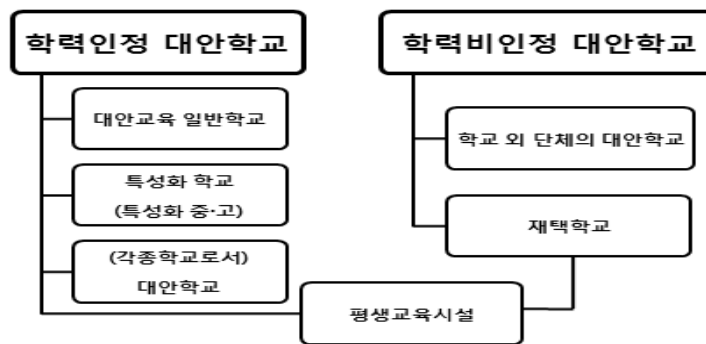 학력인정 대안학교
대안교육 일반학교
특성화 학교
(특성화 중·고)
(각종학교로서)
대안학교
학력비인정 대안학교
학교 외 단체의 대안학교
재택학교
평생교육시설